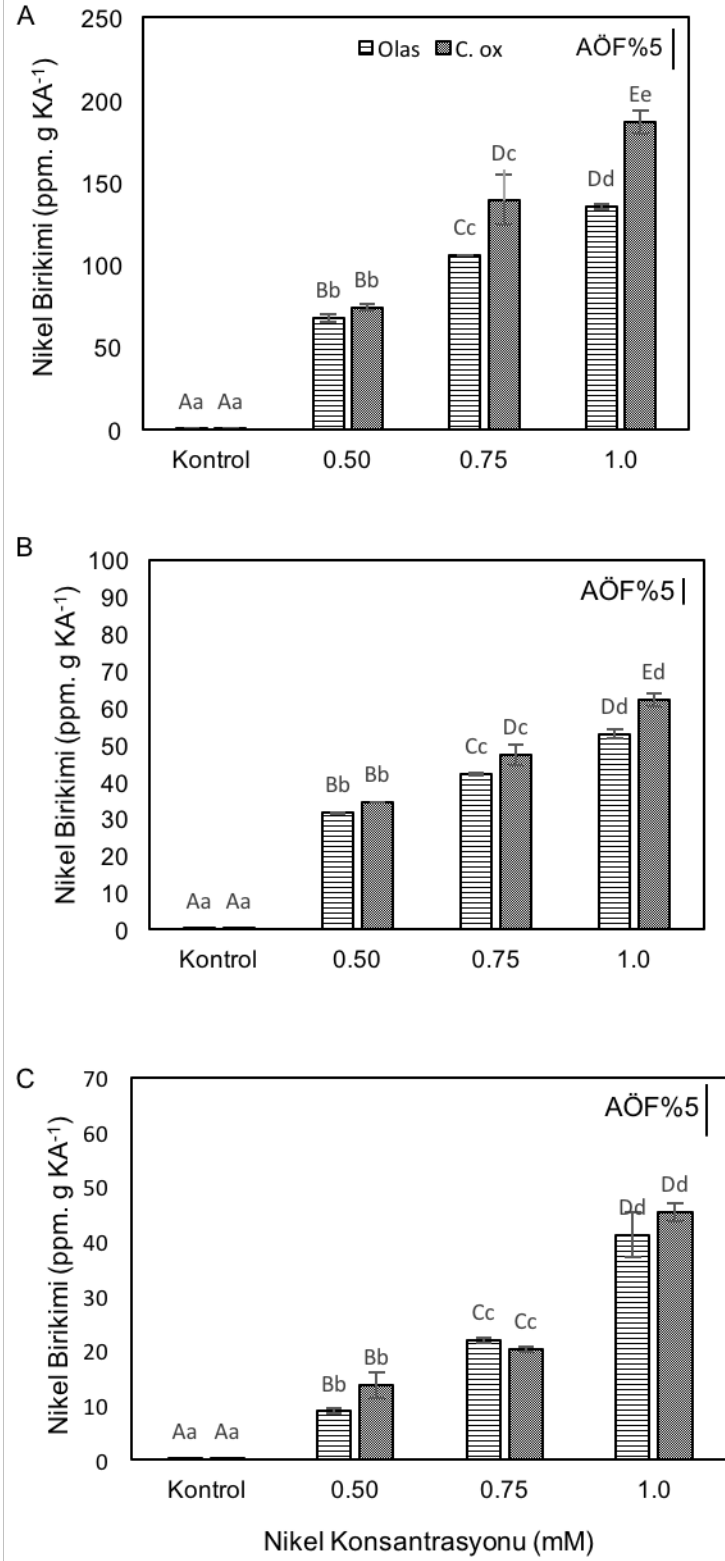 A
Nikel Birikimi (ppm. g KA-1)
250
200
150
100
50
0
Olas C. ox
AÖF%5
Aa Aa
Bb Bb
Cc Dc
Dd Ee
Kontrol 0.50 0.75 1.0
B
Nikel Birikimi (ppm. g KA-1)
100
90
80
70
60
50
40
30
20
10
0
AÖF%5
Aa Aa
Bb Bb
Cc Dc
Dd Ed
Kontrol 0.50 0.75 1.0
C
Nikel Birikimi (ppm. g KA-1)
70
60
50
40
30
20
10
0
AÖF%5
Aa Aa
Bb Bb
Cc Cc
Dd Dd
Kontrol 0.50 0.75 1.0
Nikel Konsantrasyonu (mM)